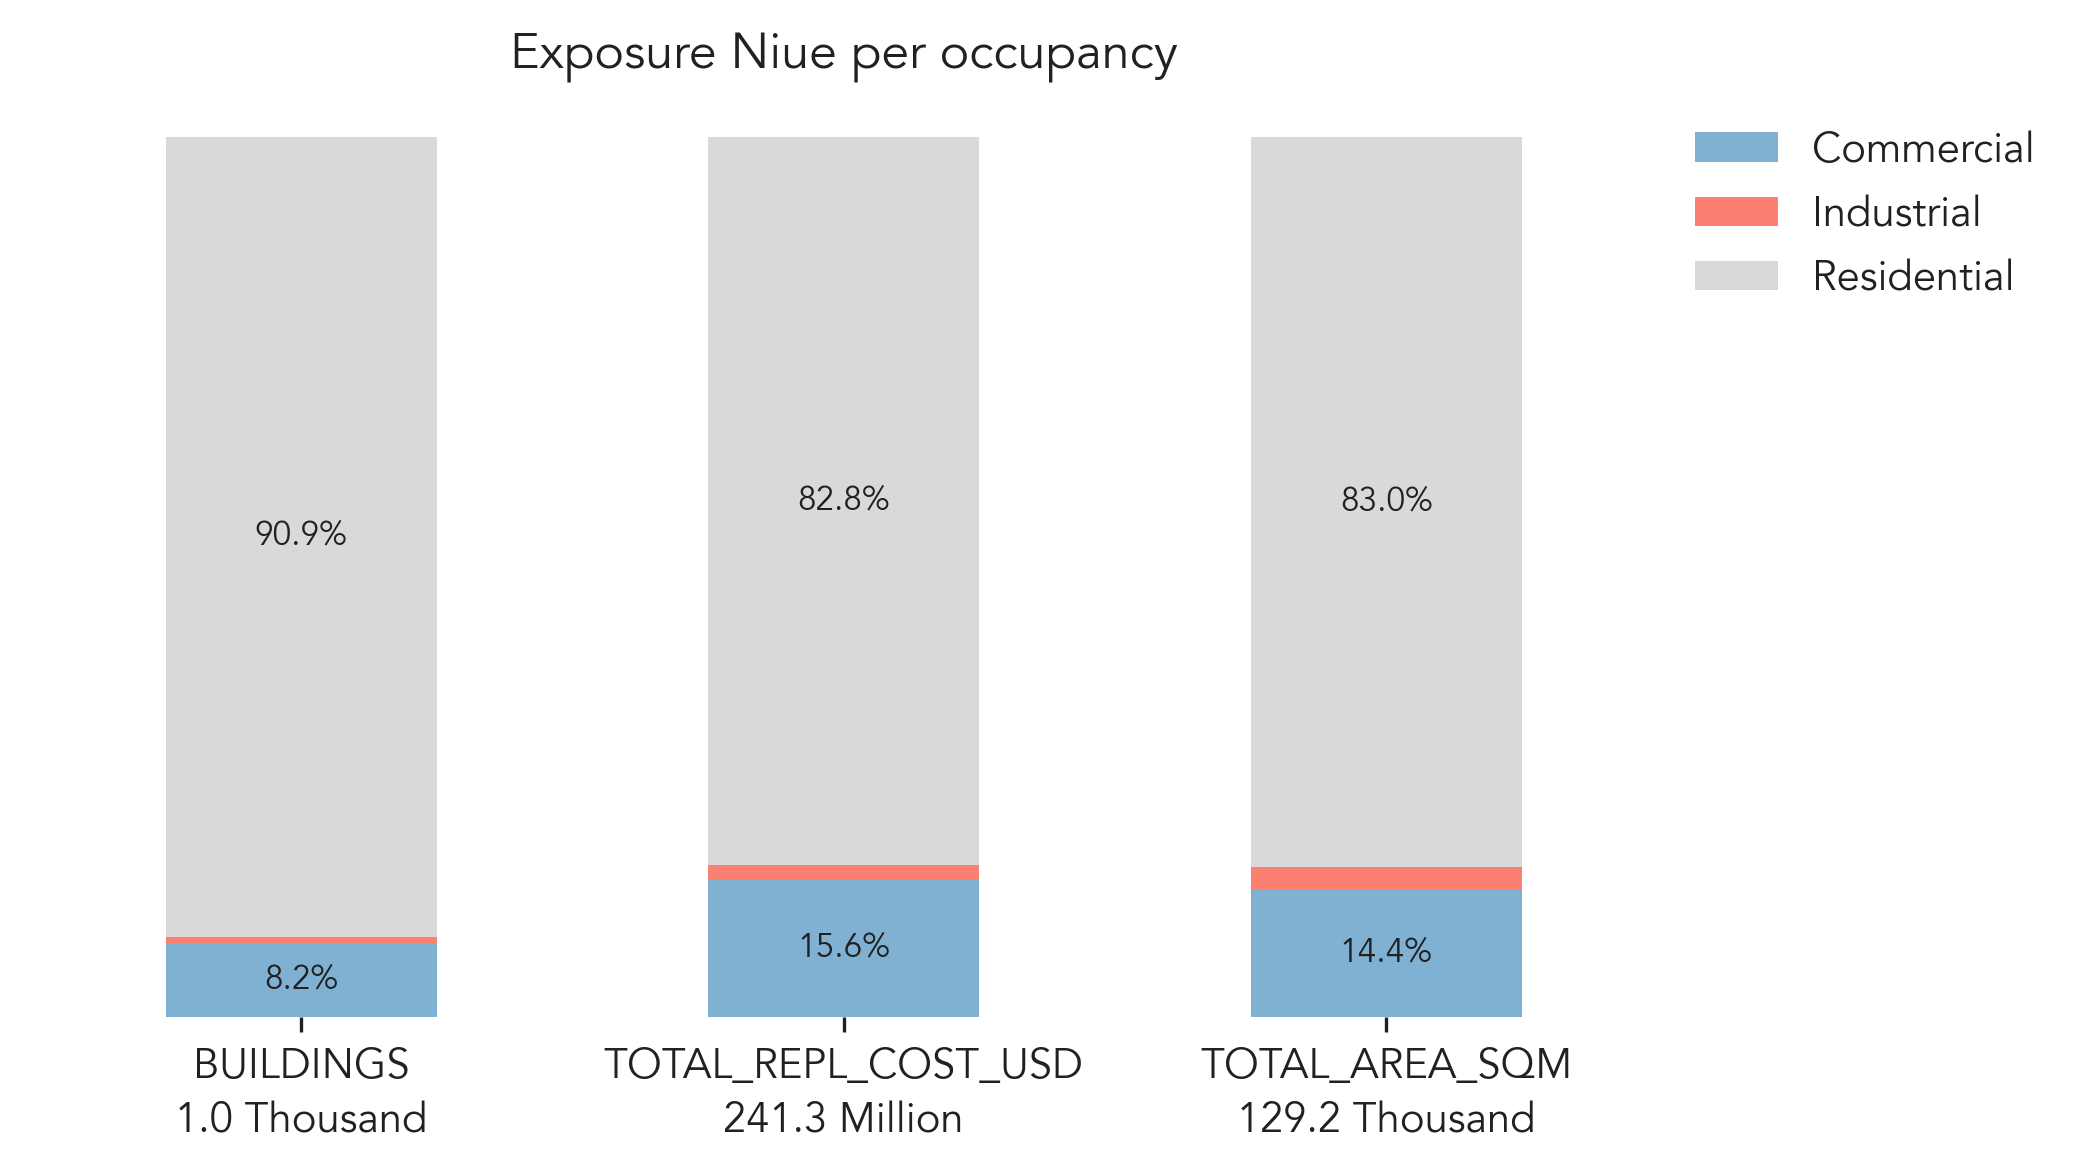 Exposure Niue per occupancy
Commercial
Industrial
Residential
90.9%
82.8%
83.0%
8.2%
15.6%
14.4%
BUILDINGS
1.0 Thousand
TOTAL_REPL_COST_USD
241.3 Million
TOTAL_AREA_SQM
129.2 Thousand